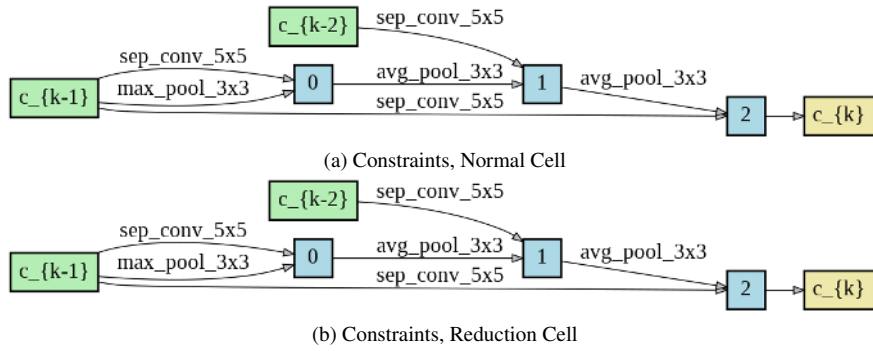 c_{k-2}
sep_conv_5x5
sep_conv_5x5
c_{k-1}
max_pool_3x3
0
avg_pool_3x3
1
avg_pool_3x3
sep_conv_5x5
2
c_{k}
(a) Constraints, Normal Cell
c_{k-2}
sep_conv_5x5
sep_conv_5x5
c_{k-1}
max_pool_3x3
0
avg_pool_3x3
1
avg_pool_3x3
sep_conv_5x5
2
c_{k}
(b) Constraints, Reduction Cell